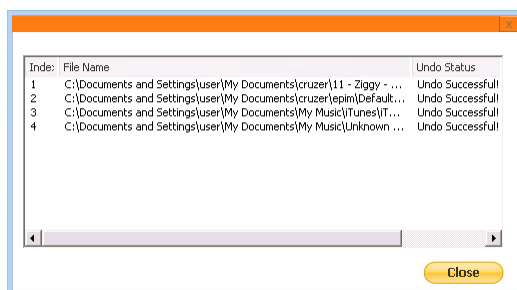 x
Inde: File Name Undo Status
1 C:\Documents and Settings\user\My Documents\cruzer\11 - Ziggy - ... Undo Successful!
2 C:\Documents and Settings\user\My Documents\cruzer\epim\Default... Undo Successful!
3 C:\Documents and Settings\user\My Documents\My Music\iTunes\iT... Undo Successful!
4 C:\Documents and Settings\user\My Documents\My Music\Unknown ... Undo Successful!
Close